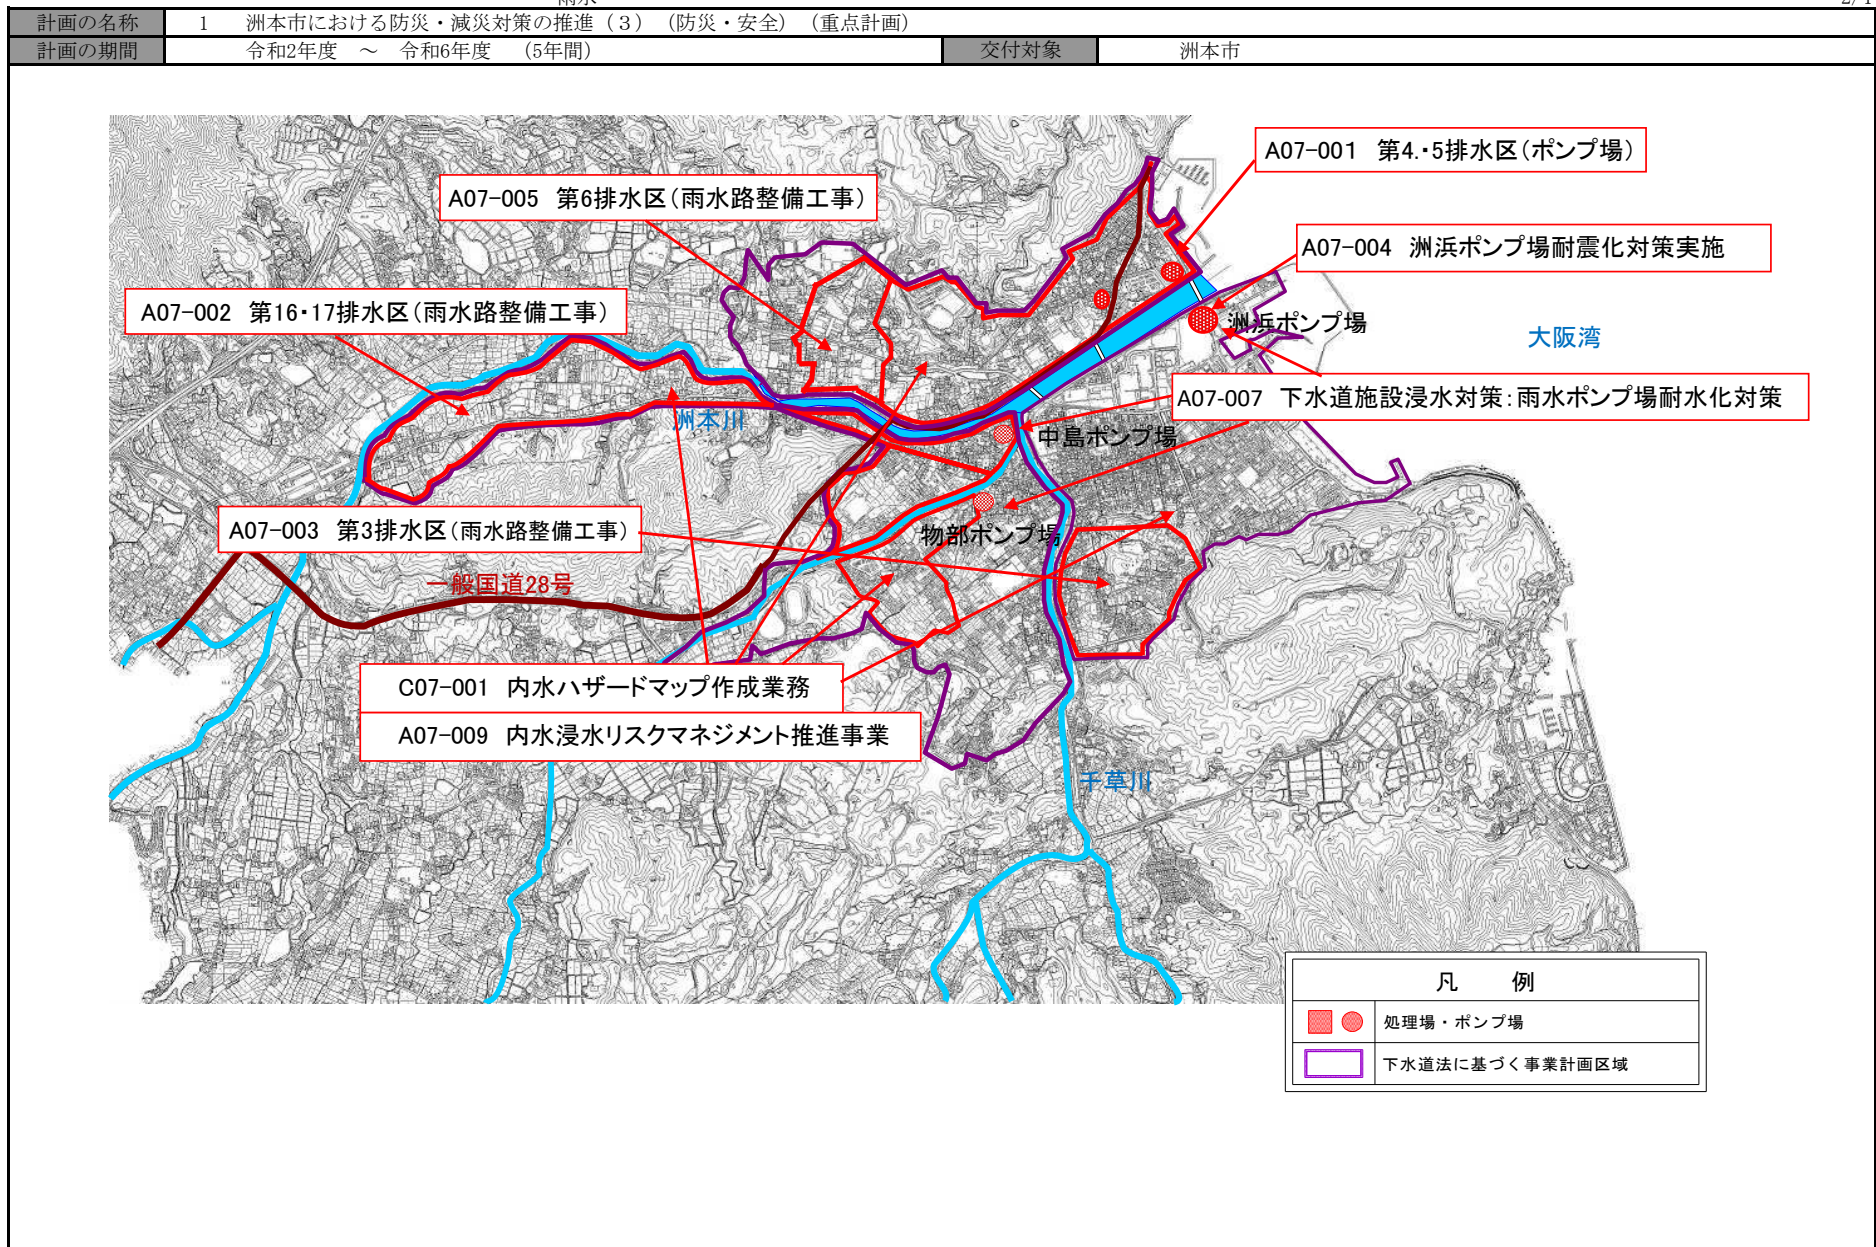 計画の名称 1 洲本市における防災・減災対策の推進（３）（防災・安全）（重点計画）
計画の期間 令和2年度 ～ 令和6年度 （5年間） 交付対象 洲本市
A07-001 第4.・5排水区(ポンプ場)
A07-005 第6排水区(雨水路整備工事)
A07-004 洲浜ポンプ場耐震化対策実施
A07-002 第16・17排水区(雨水路整備工事)
洲浜ポンプ場
大阪湾
A07-007 下水道施設浸水対策:雨水ポンプ場耐水化対策
洲本川
中島ポンプ場
A07-003 第3排水区(雨水路整備工事)
物部ポンプ場
一般国道28号
C07-001 内水ハザードマップ作成業務
A07-009 内水浸水リスクマネジメント推進事業
千草川
凡 例
処理場・ポンプ場
下水道法に基づく事業計画区域